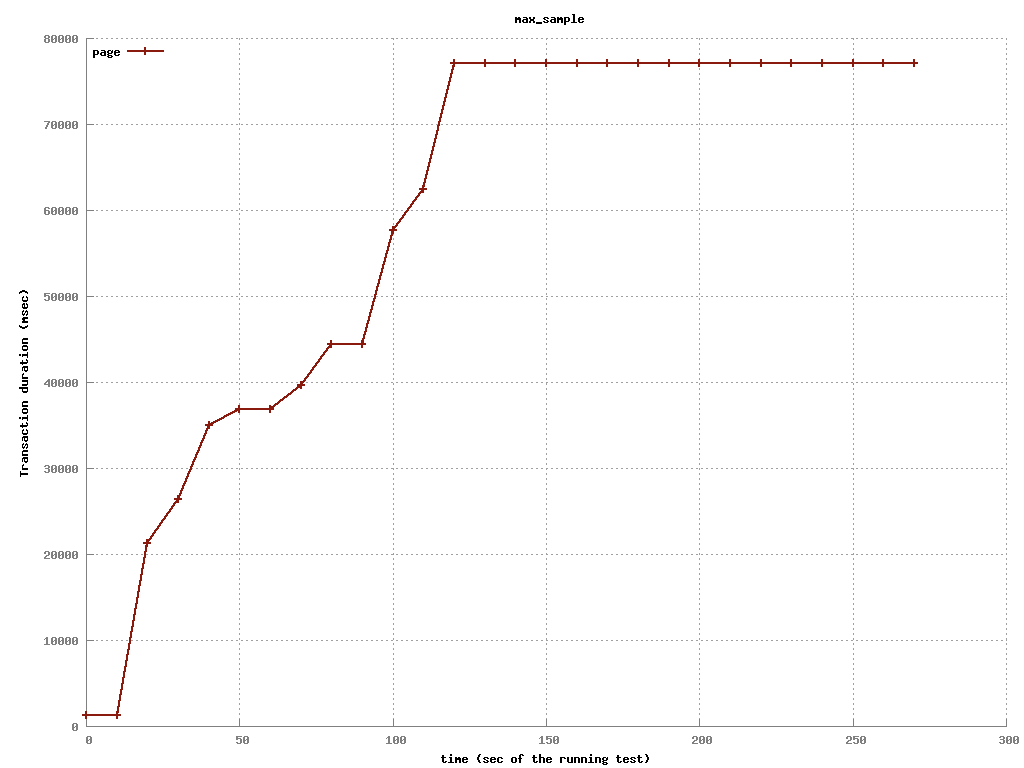 max_sample
page
80000
70000
60000
50000
40000
30000
20000
10000
0
Transaction duration (msec)
0 50 100 150 200 250 300
time (sec of the running test)